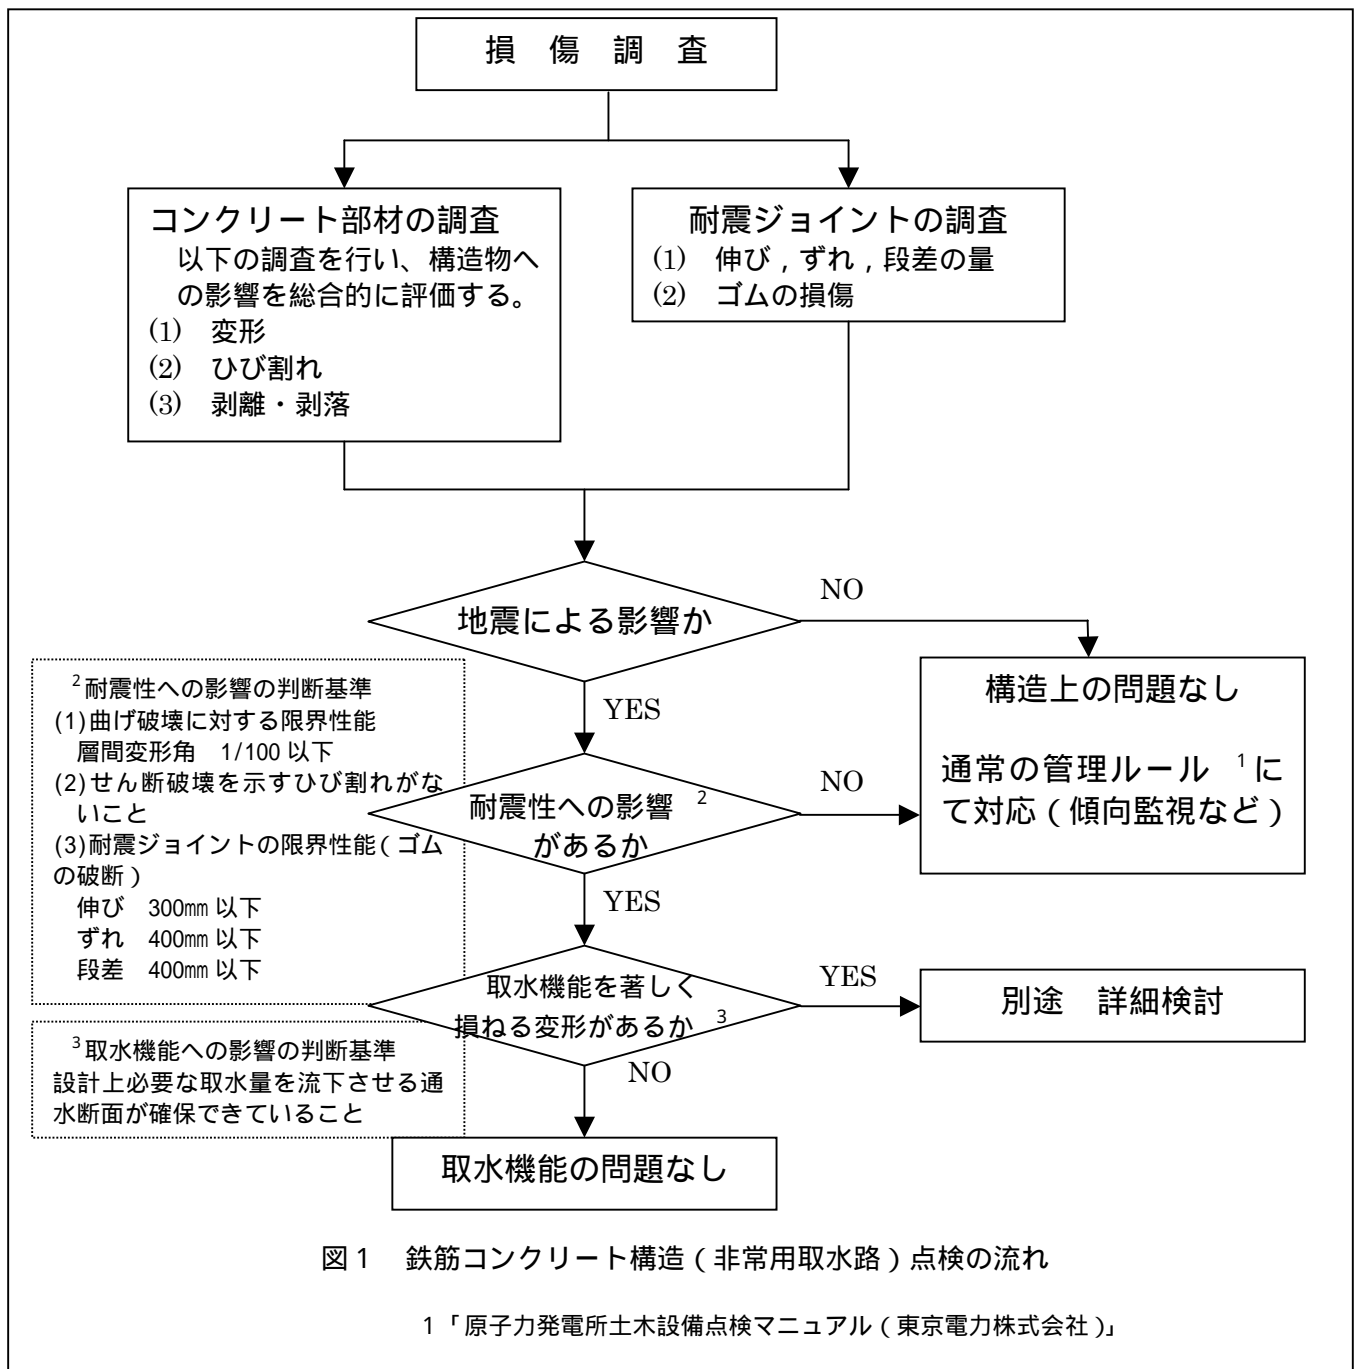 損　傷　調　査
コンクリート部材の調査
以下の調査を行い、構造物へ
の影響を総合的に評価する。
(1)　変形
(2)　ひび割れ
(3)　剥離・剥落
耐震ジョイントの調査
(1)　伸び，ずれ，段差の量
(2)　ゴムの損傷
地震による影響か
NO
YES
構造上の問題なし
通常の管理ルール 1に
て対応（傾向監視など）
2耐震性への影響の判断基準
(1)曲げ破壊に対する限界性能
層間変形角　1/100 以下
(2)せん断破壊を示すひび割れがな
いこと
(3)耐震ジョイントの限界性能（ゴム
の破断）
伸び　300㎜以下
ずれ　400㎜以下
段差　400㎜以下
耐震性への影響 2
があるか
NO
YES
取水機能を著しく
損ねる変形があるか 3
YES
別途　詳細検討
NO
3取水機能への影響の判断基準
設計上必要な取水量を流下させる通
水断面が確保できていること
取水機能の問題なし
図1　鉄筋コンクリート構造（非常用取水路）点検の流れ
1「原子力発電所土木設備点検マニュアル（東京電力株式会社）」